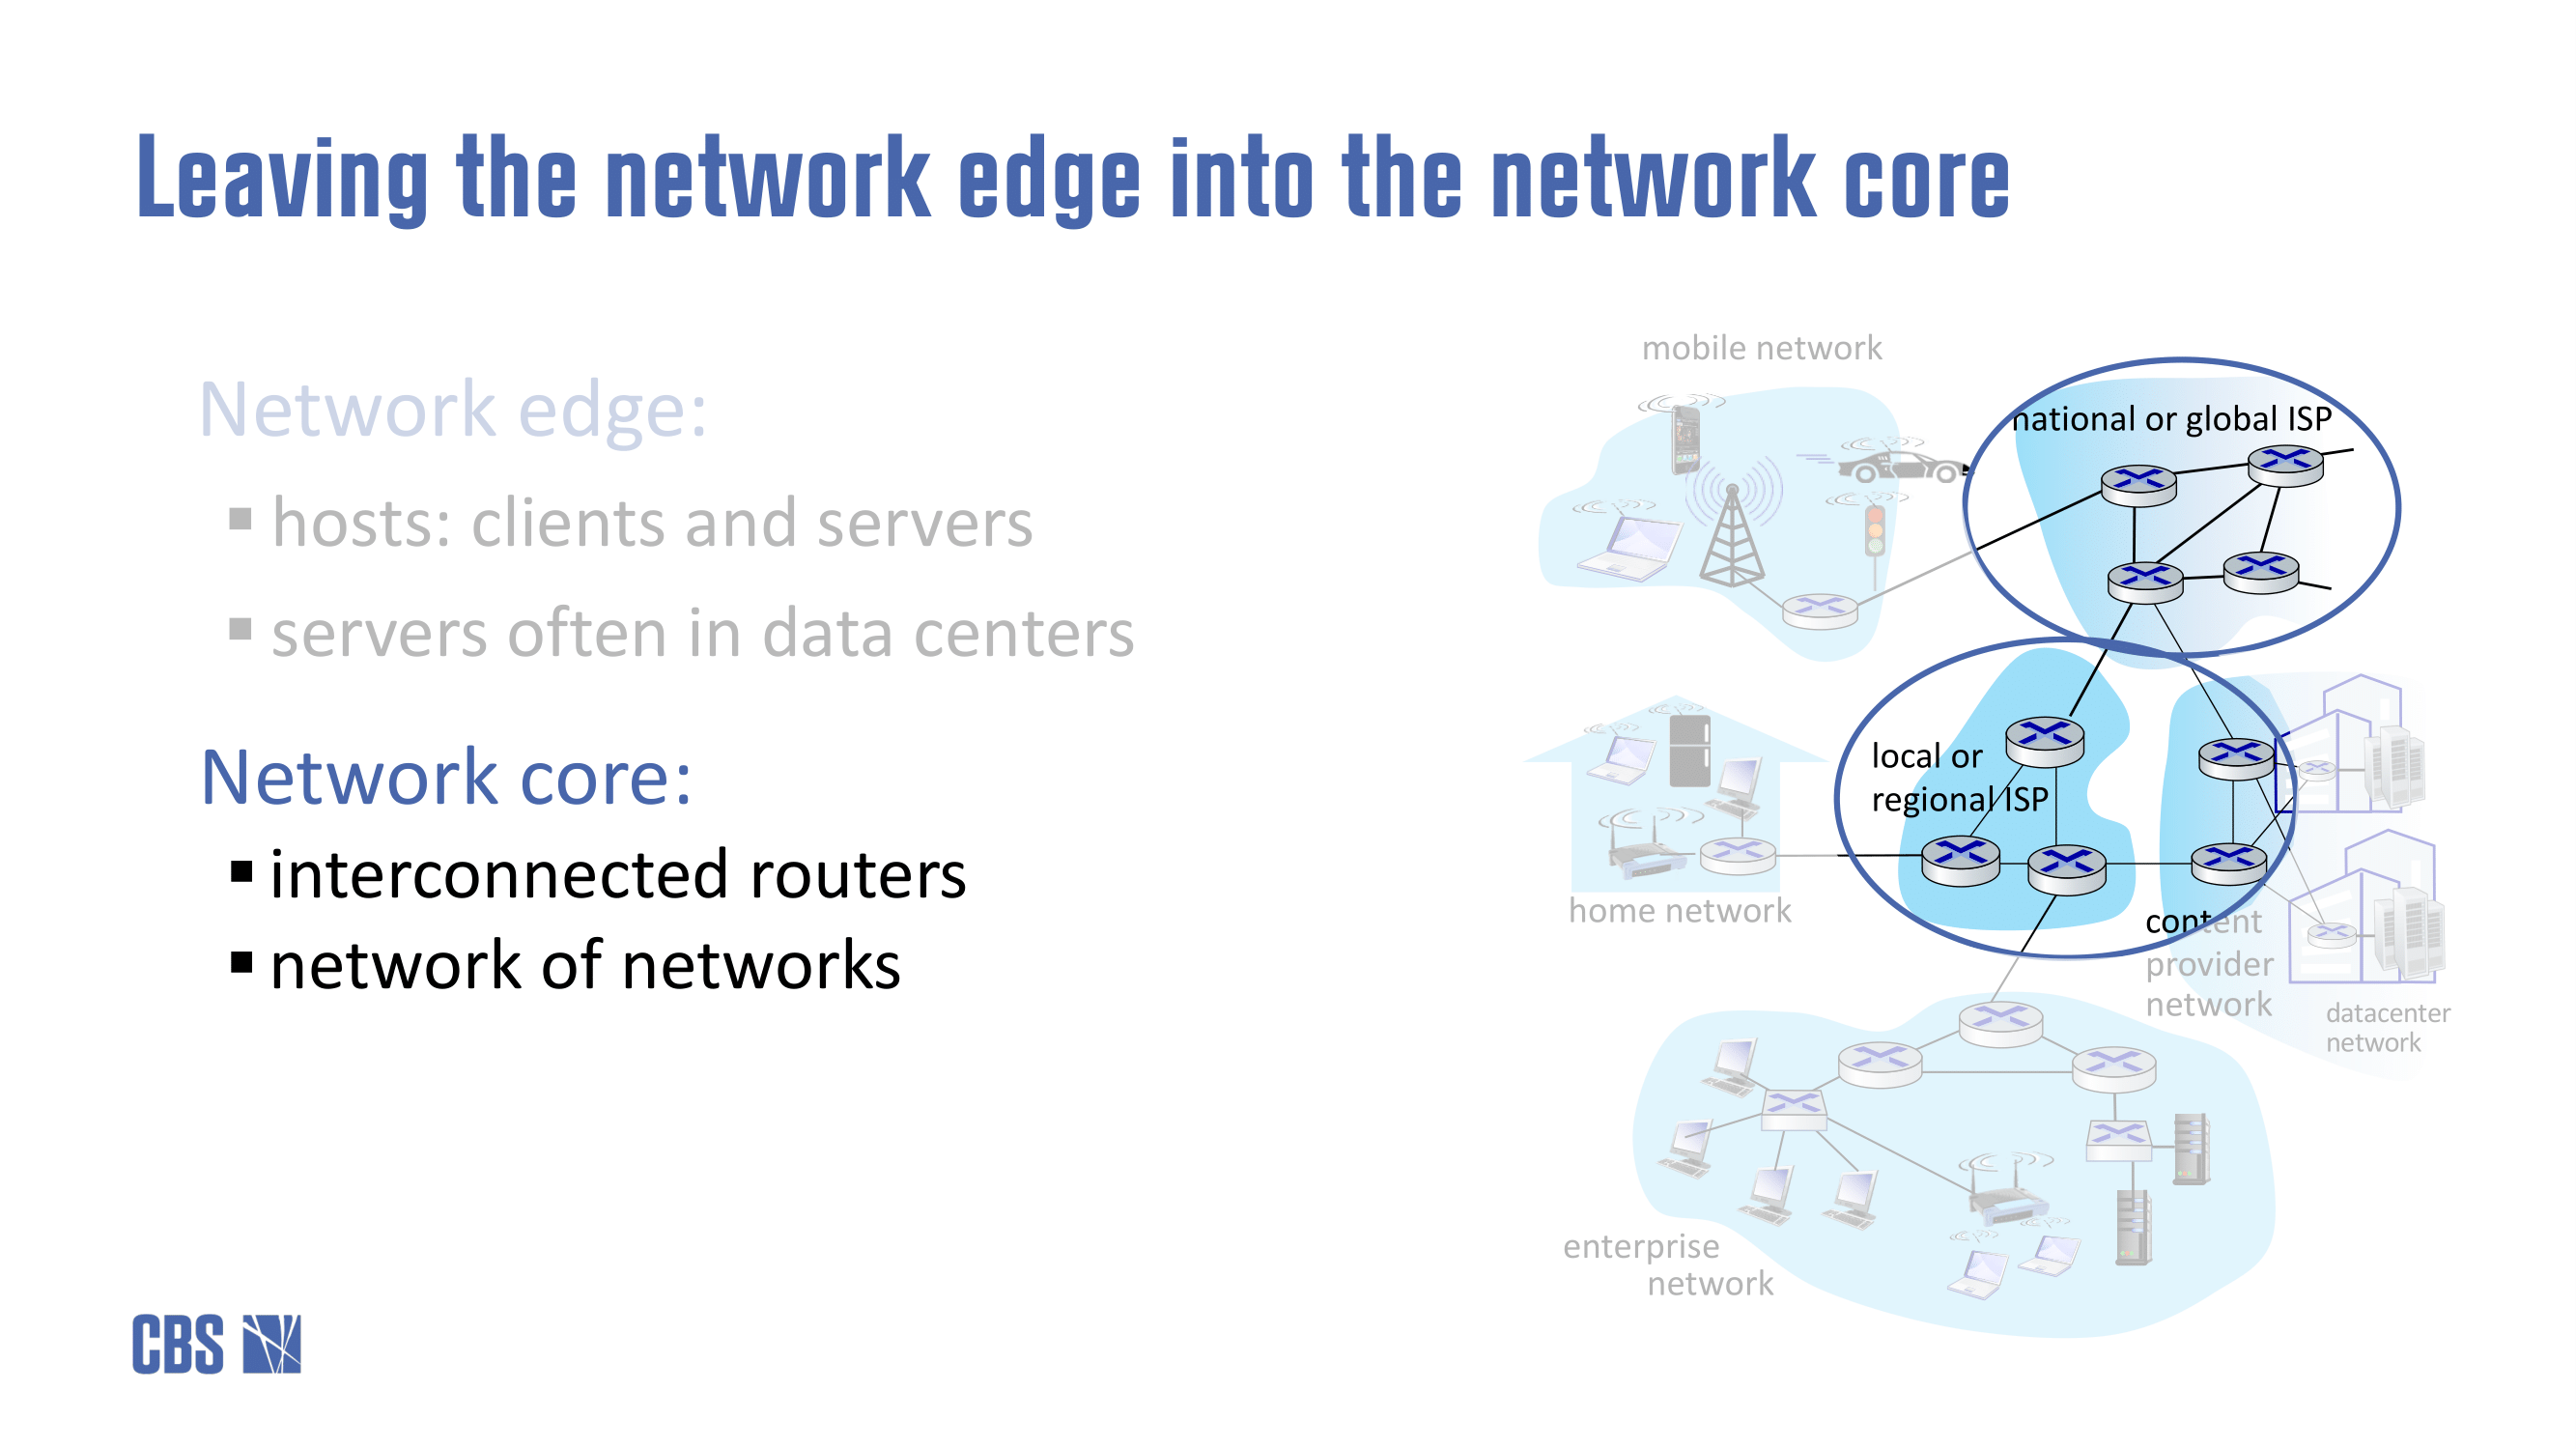 Leaving the network edge into the network core
Network edge:
▪ hosts: clients and servers
▪ servers often in data centers
Network core:
▪ interconnected routers
▪ network of networks
mobile network
national or global ISP
local or
regional ISP
home network
content
provider
network
datacenter
network
enterprise
network
CBS